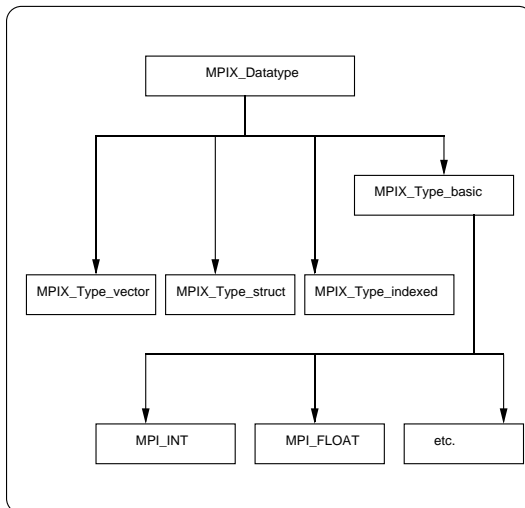 MPIX_Datatype
MPIX_Type_basic
MPIX_Type_vector
MPIX_Type_struct
MPIX_Type_indexed
MPI_INT
MPI_FLOAT
etc.